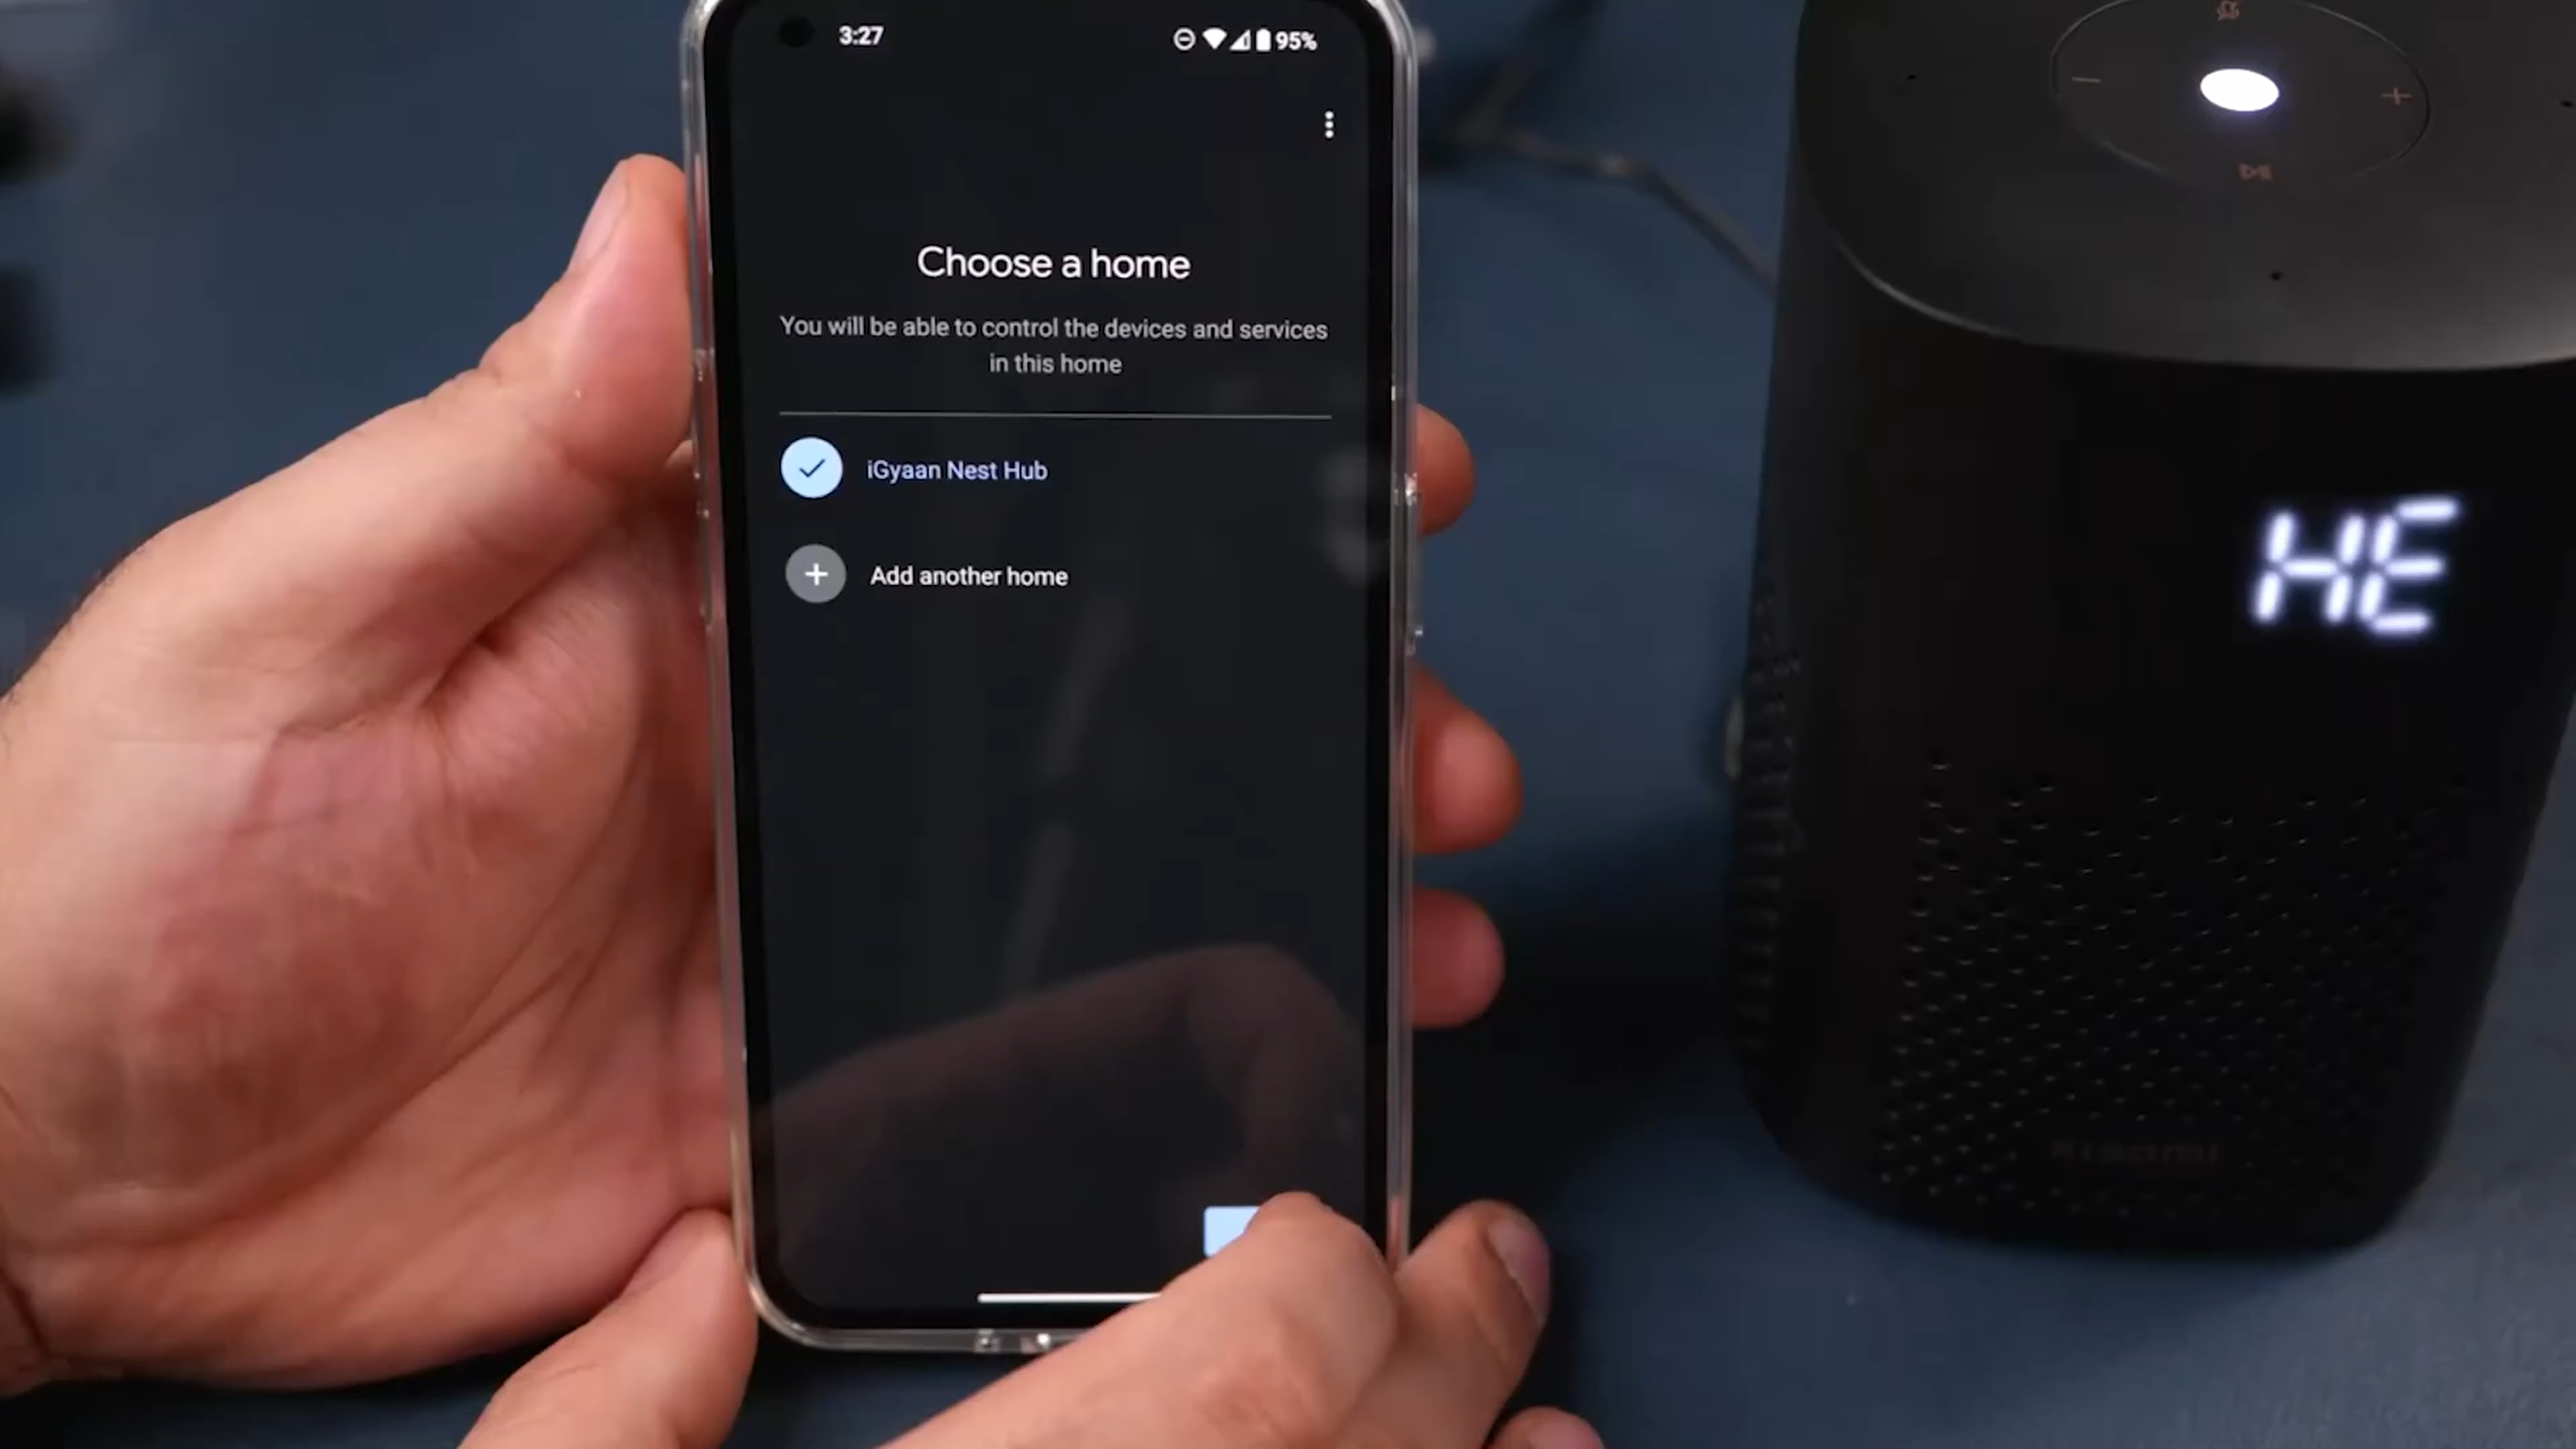 3:27
95%
Choose a home
You will be able to control the devices and services
in this home
iGyaan Nest Hub
Add another home
HE
XIAOMI